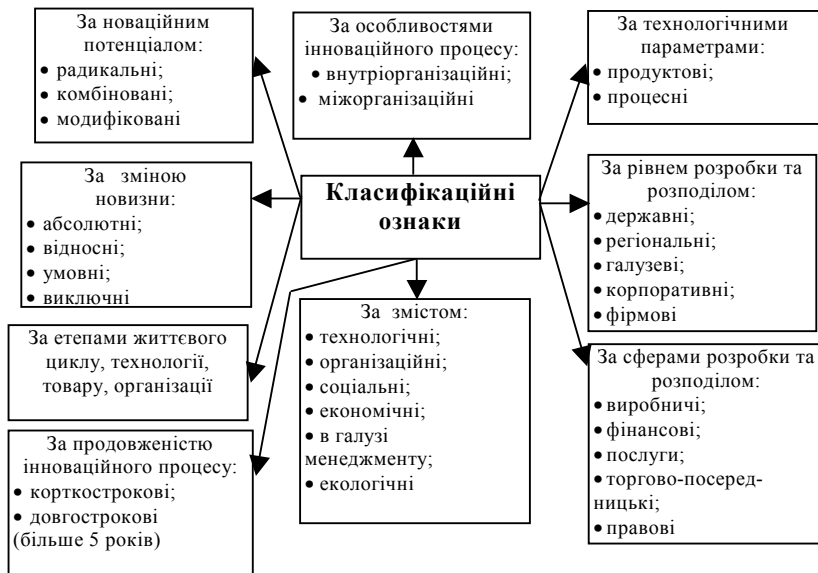 За новаційним
потенціалом:
• радикальні;
• комбіновані;
• модифіковані
За особливостями
інноваційного процесу:
• внутріорганізаційні;
• міжорганізаційні
За технологічними
параметрами:
• продуктові;
• процесні
За зміною
новизни:
• абсолютні;
• відносні;
• умовні;
• виключні
Класифікаційні
ознаки
За рівнем розробки та
розподілом:
• державні;
• регіональні;
• галузеві;
• корпоративні;
• фірмові
За етепами життєвого
циклу, технології,
товару, організації
За змістом:
• технологічні;
• організаційні;
• соціальні;
• економічні;
• в галузі
менеджменту;
• екологічні
За сферами розробки та
розподілом:
• виробничі;
• фінансові;
• послуги;
• торгово-посеред-
ницькі;
• правові
За продовженістю
інноваційного процесу:
• корткострокові;
• довгострокові
(більше 5 років)